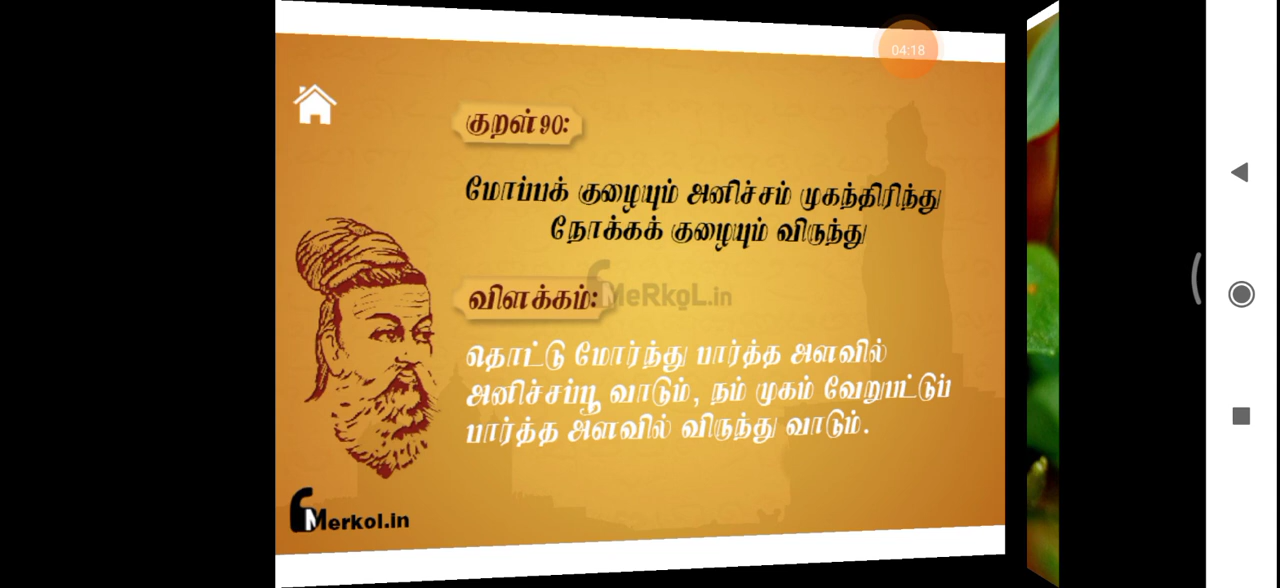 04:18
குறள் 90:
மோப்பக் குழையும் அனிச்சம் முகந்திரிந்து
நோக்கக் குழையும் விருந்து
MeRkoL.in
விளக்கம்:
தொட்டு மோர்ந்து பார்த்த அளவில்
அனிச்சப்பூ வாடும், நம் முகம் வேறுபட்டுப்
பார்த்த அளவில் விருந்து வாடும்.
Merkol.in